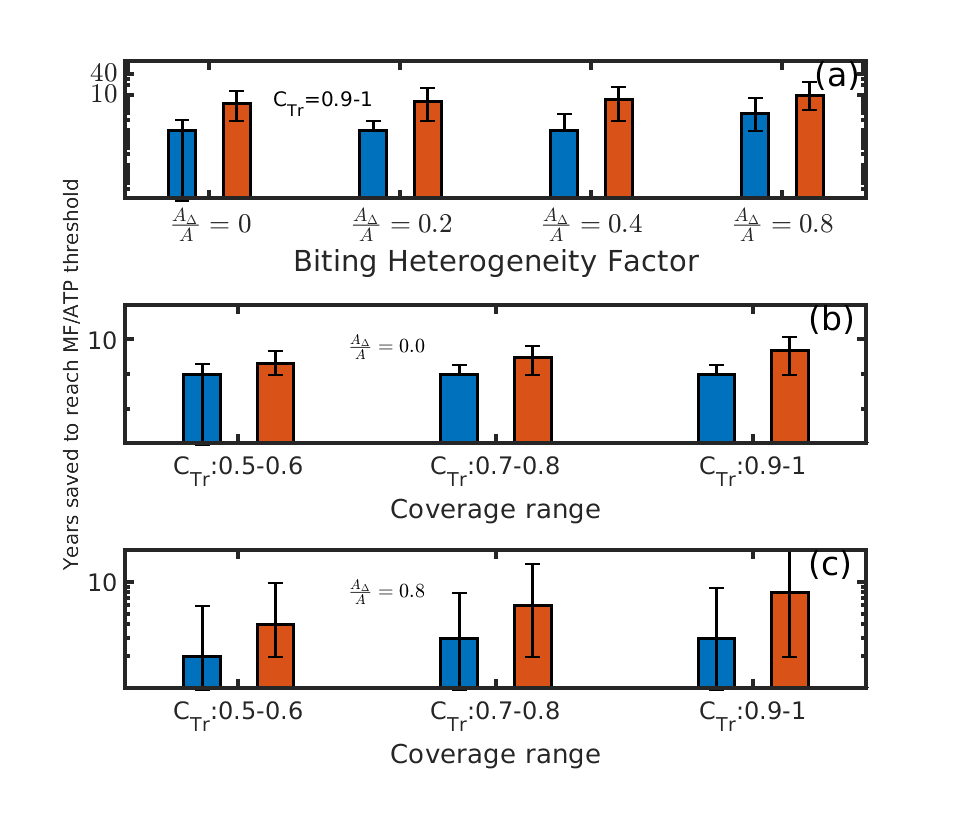 Years saved to reach MF/ATP threshold
40
10
(a)
C_Tr=0.9-1
A_Δ/A = 0
A_Δ/A = 0.2
A_Δ/A = 0.4
A_Δ/A = 0.8
Biting Heterogeneity Factor
10
(b)
A_Δ/A = 0.0
C_Tr:0.5-0.6
C_Tr:0.7-0.8
C_Tr:0.9-1
Coverage range
10
(c)
A_Δ/A = 0.8
C_Tr:0.5-0.6
C_Tr:0.7-0.8
C_Tr:0.9-1
Coverage range